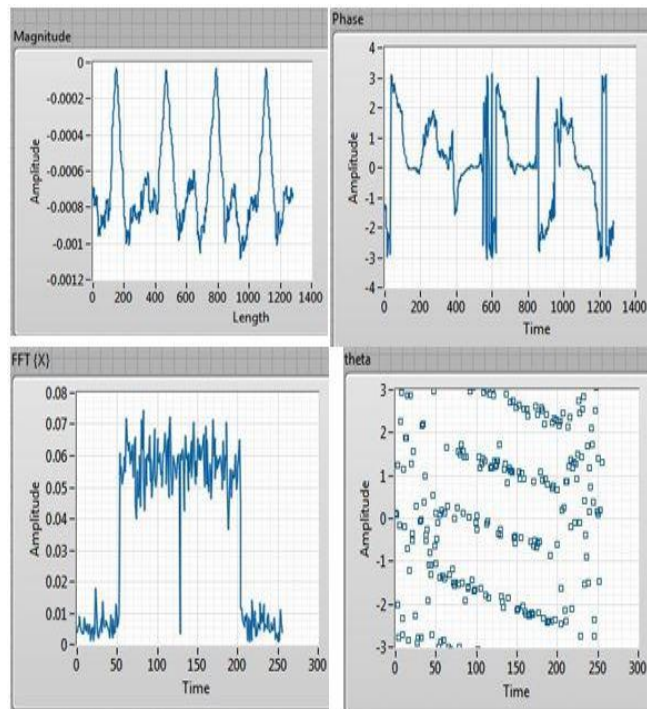 Magnitude
Amplitude
0
-0.0002
-0.0004
-0.0006
-0.0008
-0.001
-0.0012
0 200 400 600 800 1000 1200 1400
Length
Phase
Amplitude
4
3
2
1
0
-1
-2
-3
-4
0 200 400 600 800 1000 1200 1400
Time
FFT (X)
Amplitude
0.08
0.07
0.06
0.05
0.04
0.03
0.02
0.01
0
0 50 100 150 200 250 300
Time
theta
Amplitude
3
2
1
0
-1
-2
-3
0 50 100 150 200 250 300
Time